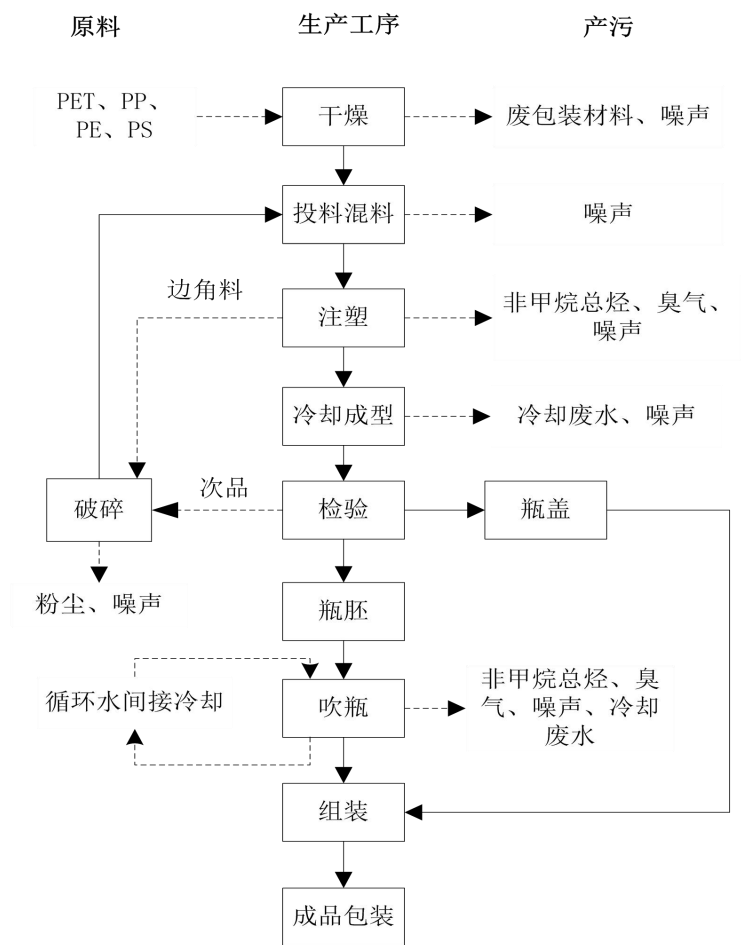 原料
生产工序
产污
PET、PP、
PE、PS
干燥
废包装材料、噪声
投料混料
噪声
边角料
注塑
非甲烷总烃、臭气、
噪声
冷却成型
冷却废水、噪声
破碎
次品
检验
瓶盖
粉尘、噪声
瓶胚
循环水间接冷却
吹瓶
非甲烷总烃、臭
气、噪声、冷却
废水
组装
成品包装